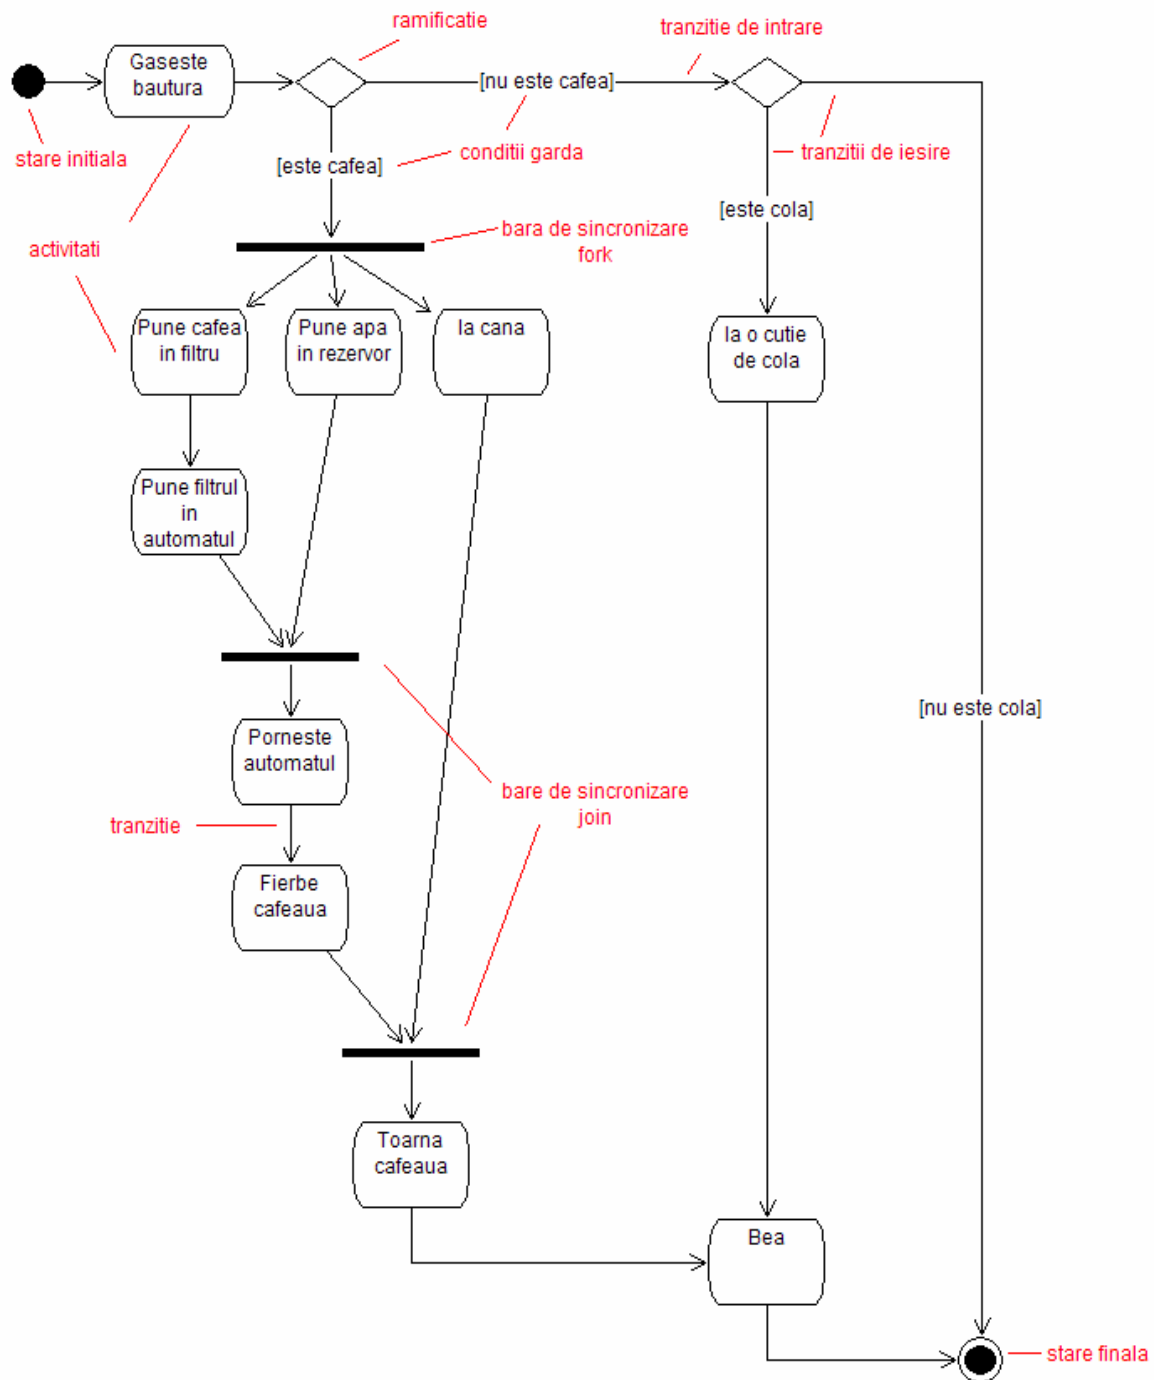 ramificatie
tranzitie de intrare
Gaseste
bautura
[nu este cafea]
stare initiala
[este cafea]
conditii garda
tranzitii de iesire
[este cola]
activitati
bara de sincronizare
fork
Pune cafea
in filtru
Pune apa
in rezervor
Ia cana
Ia o cutie
de cola
Pune filtrul
in
automatul
[nu este cola]
Porneste
automatul
bare de sincronizare
join
tranzitie
Fierbe
cafeaua
Toarna
cafeaua
Bea
stare finala